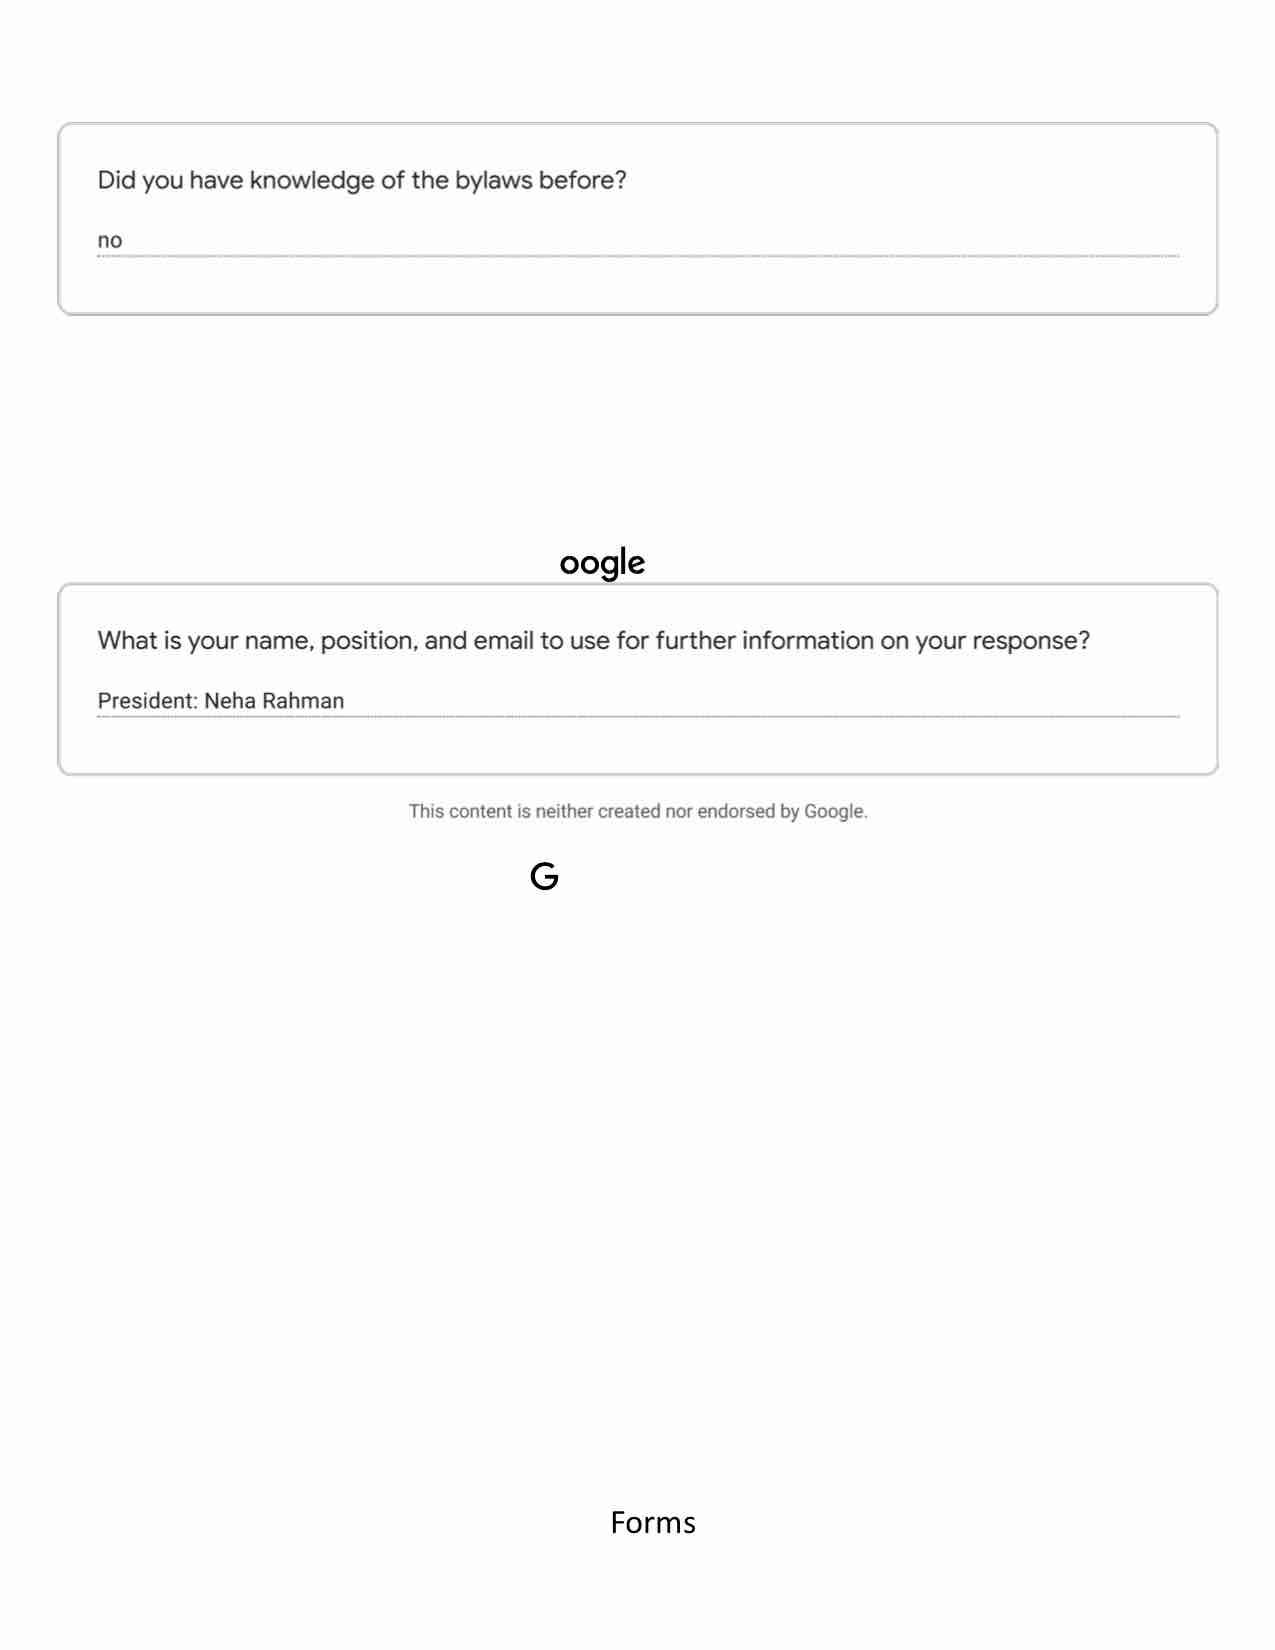 Did you have knowledge of the bylaws before?
no
oogle
What is your name, position, and email to use for further information on your response?
President: Neha Rahman
This content is neither created nor endorsed by Google.
G
Forms